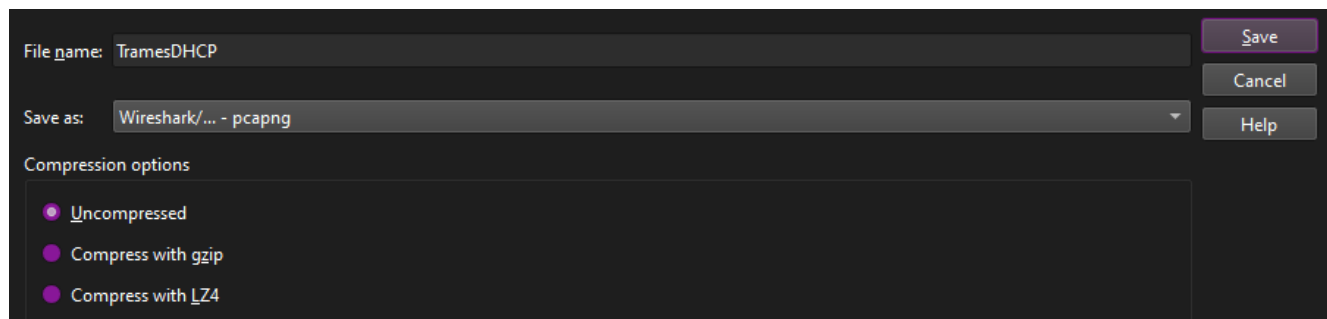 File name: TramesDHCP
Save
Cancel
Save as: Wireshark/... - pcapng
Help
Compression options
Uncompressed
Compress with gzip
Compress with LZ4